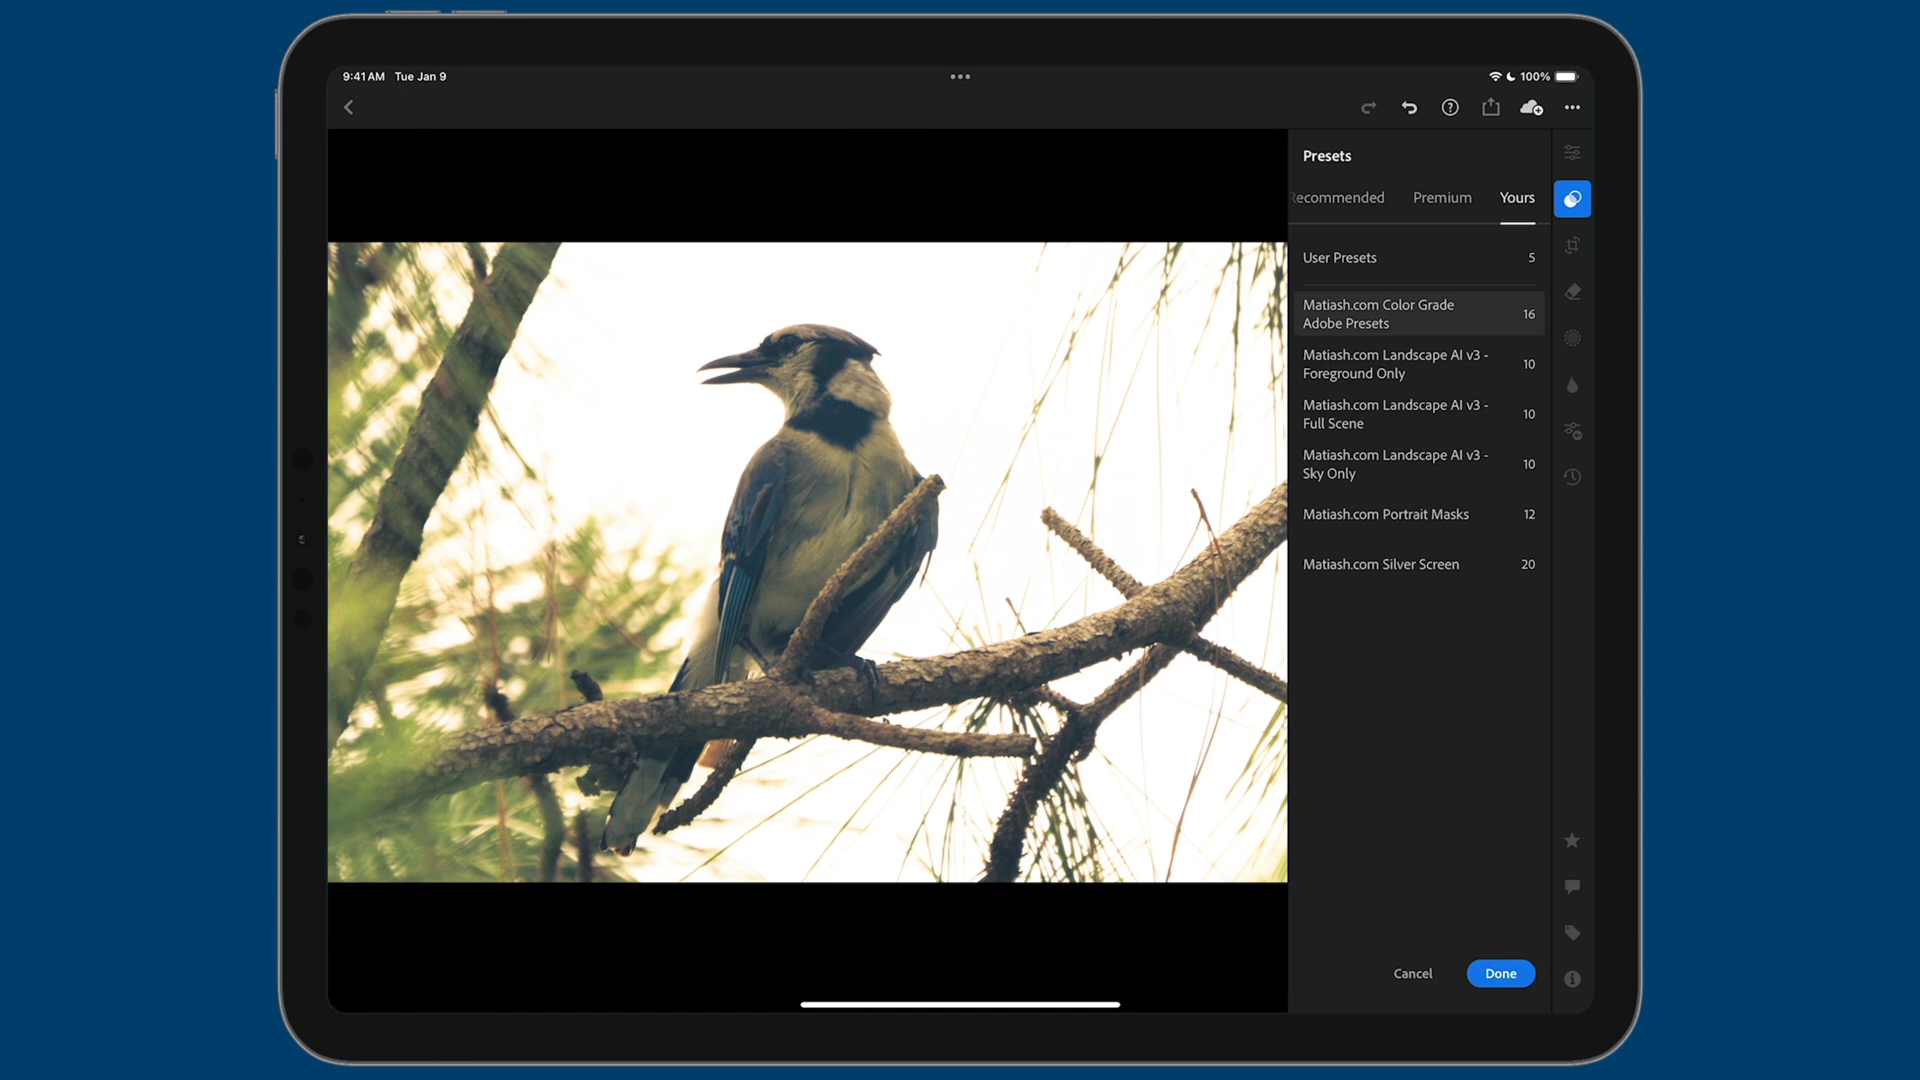 9:41 AM Tue Jan 9
100%
Presets
Recommended Premium Yours
User Presets 5
Matiash.com Color Grade
Adobe Presets 16
Matiash.com Landscape AI v3 -
Foreground Only 10
Matiash.com Landscape AI v3 -
Full Scene 10
Matiash.com Landscape AI v3 -
Sky Only 10
Matiash.com Portrait Masks 12
Matiash.com Silver Screen 20
Cancel Done